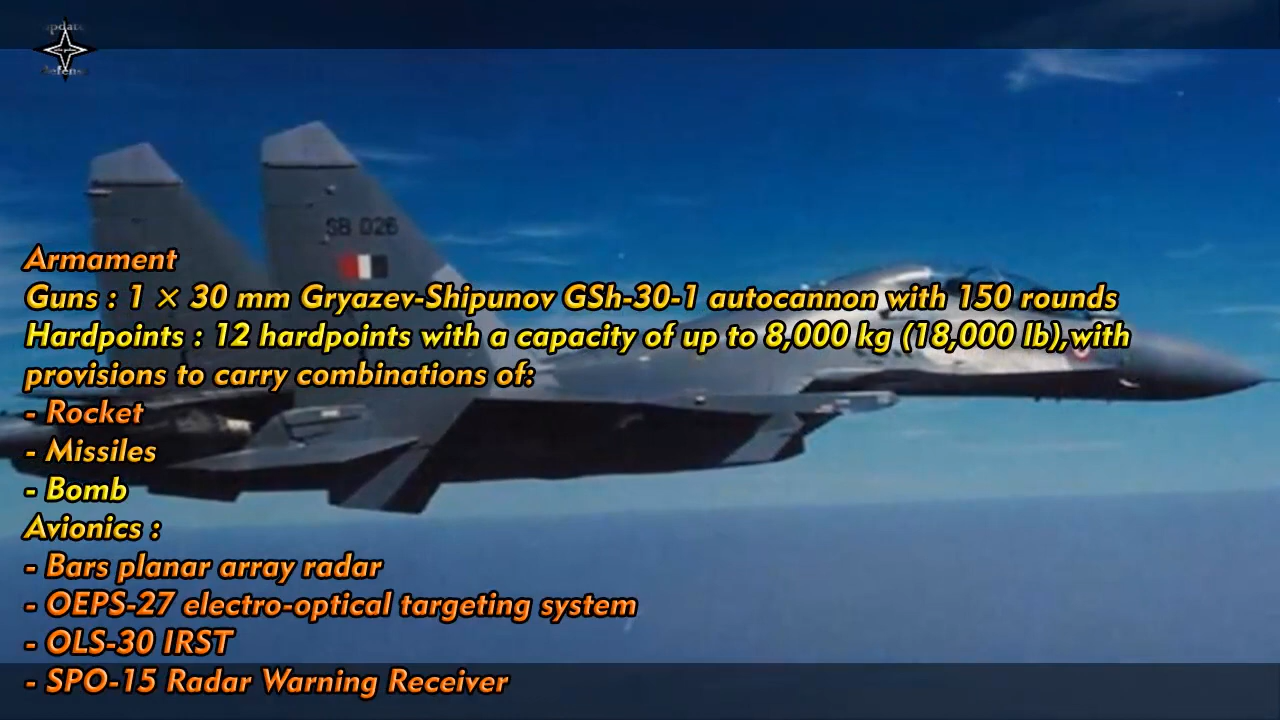 update
defense
SB 026
Armament
Guns : 1 × 30 mm Gryazev-Shipunov GSh-30-1 autocannon with 150 rounds
Hardpoints : 12 hardpoints with a capacity of up to 8,000 kg (18,000 lb),with
provisions to carry combinations of:
- Rocket
- Missiles
- Bomb
Avionics :
- Bars planar array radar
- OEPS-27 electro-optical targeting system
- OLS-30 IRST
- SPO-15 Radar Warning Receiver